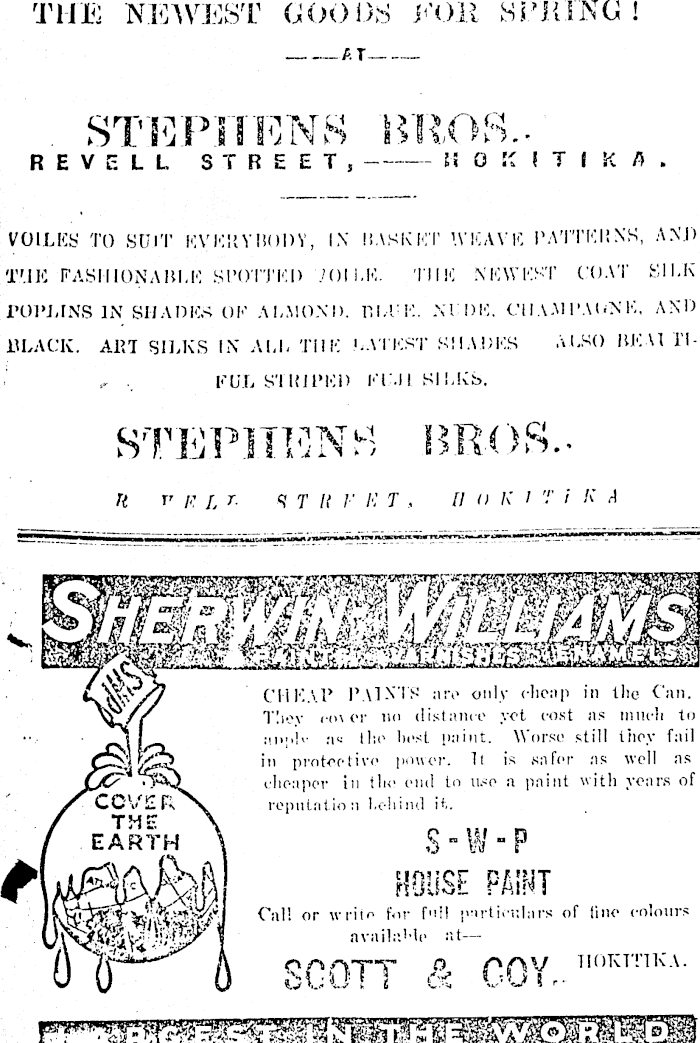 THE NEWEST GOODS FOR SPRING!
——AT——
STEPHENS BROS..
REVELL STREET, —— HOKITIKA.
VOILES TO SUIT EVERYBODY, IN BASKET WEAVE PATTERNS, AND
THE FASHIONABLE SPOTTED VOILE. THE NEWEST COAT SILK
POPLINS IN SHADES OF ALMOND, BLUE, NUDE, CHAMPAGNE, AND
BLACK. ART SILKS IN ALL THE LATEST SHADES ALSO BEAUTI-
FUL STRIPED FUJI SILKS.
STEPHENS BROS..
REVELL STREET, HOKITIKA
SHERWIN-WILLIAMS
PAINTS VARNISHES ENAMELS
SWP
COVER
THE
EARTH
CHEAP PAINTS are only cheap in the Can.
They cover no distance yet cost as much to
apply as the best paint. Worse still they fail
in protective power. It is safer as well as
cheaper in the end to use a paint with years of
reputation behind it.
S-W-P
HOUSE PAINT
Call or write for full particulars of fine colours
available at—
SCOTT & COY., HOKITIKA.
LARGEST IN THE WORLD